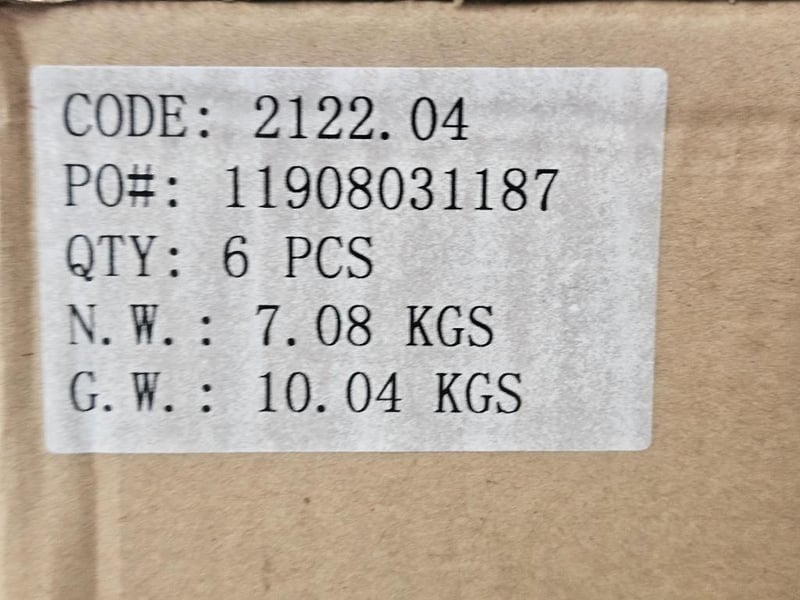 CODE: 2122.04
PO#: 11908031187
QTY: 6 PCS
N.W.: 7.08 KGS
G.W.: 10.04 KGS